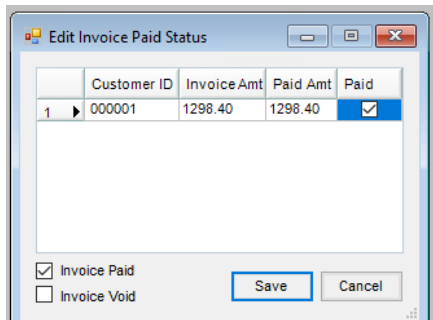 Edit Invoice Paid Status
Customer ID Invoice Amt Paid Amt Paid
1 000001 1298.40 1298.40
Invoice Paid
Invoice Void
Save Cancel